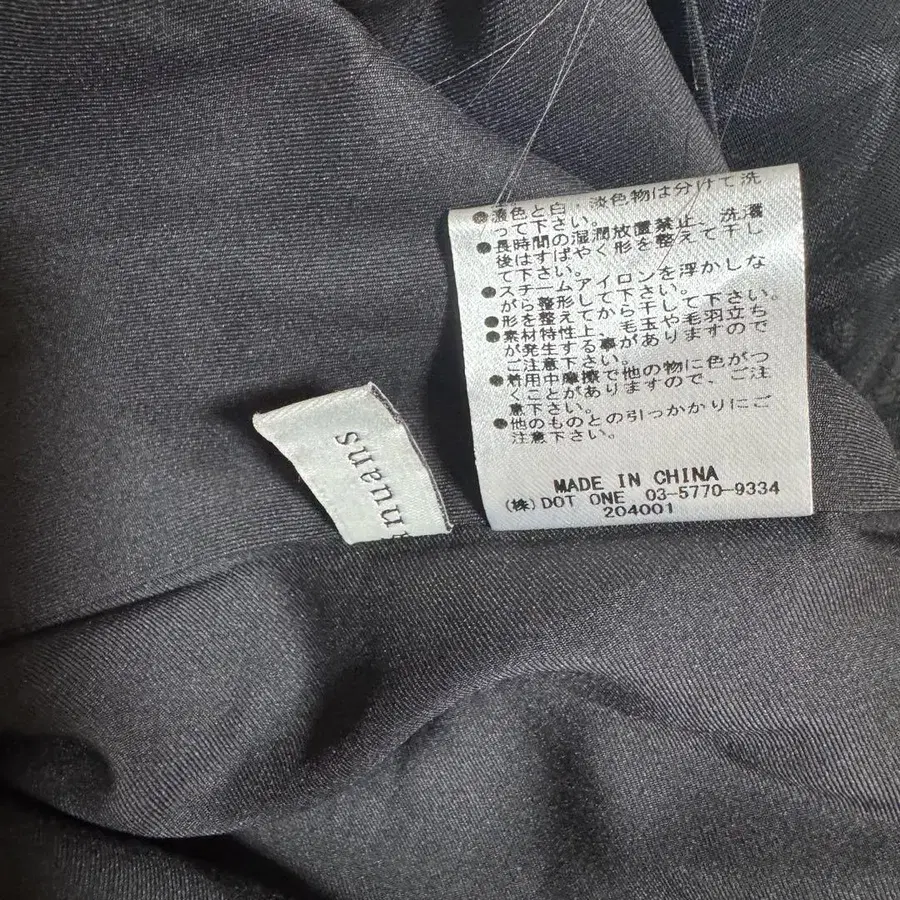 ●濃色と白・淡色物は分けて洗
って下さい。
●長時間の湿潤放置禁止、洗濯
後はすばやく形を整えて干し
て下さい。
●スチームアイロンを浮かしな
がら整形して下さい。
●形を整えてから干して下さい。
●素材特性上、毛玉や毛羽立ち
が発生する事がありますので
ご注意下さい。
●着用中摩擦で他の物に色がつ
くことがありますので、ご注
意下さい。
●他のものとの引っかかりにご
注意下さい。
MADE IN CHINA
(株) DOT ONE 03-5770-9334
204001
nuans